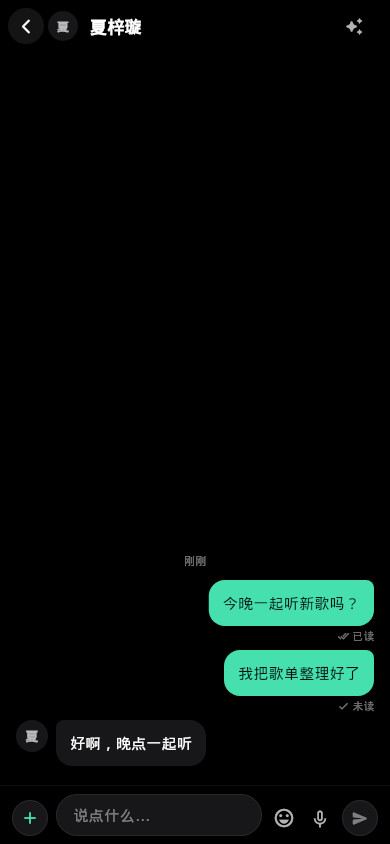 夏
夏梓璇
刚刚
今晚一起听新歌吗？
已读
我把歌单整理好了
未读
夏
好啊，晚点一起听
说点什么...